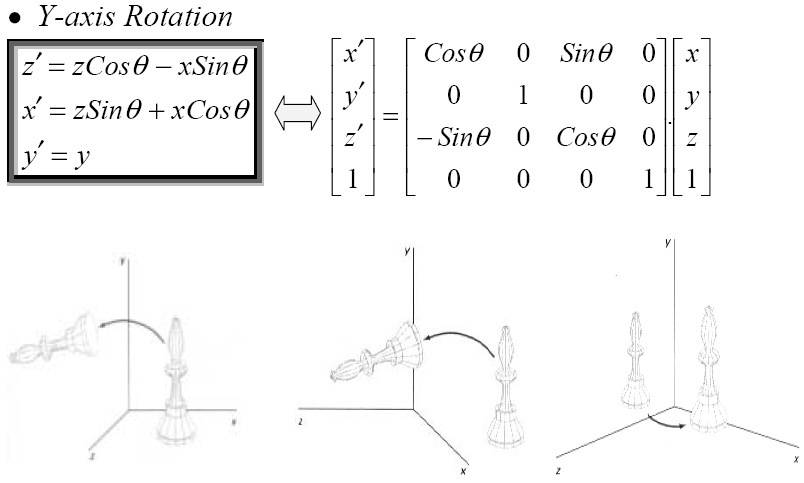 • Y-axis Rotation
z′ = zCosθ − xSinθ
x′ = zSinθ + xCosθ
y′ = y
x′ Cosθ 0 Sinθ 0 x
y′ 0 1 0 0 y
= .
z′ −Sinθ 0 Cosθ 0 z
1 0 0 0 1 1
y
y
y
z
x
z
x
z
x